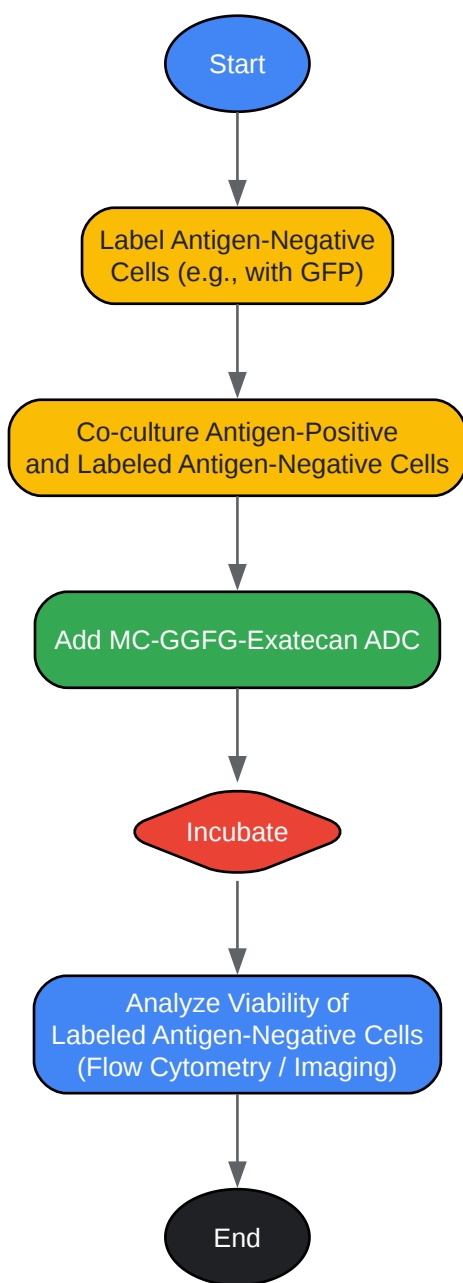 Start
Label Antigen-Negative
Cells (e.g., with GFP)
Co-culture Antigen-Positive
and Labeled Antigen-Negative Cells
Add MC-GGFG-Exatecan ADC
Incubate
Analyze Viability of
Labeled Antigen-Negative Cells
(Flow Cytometry / Imaging)
End